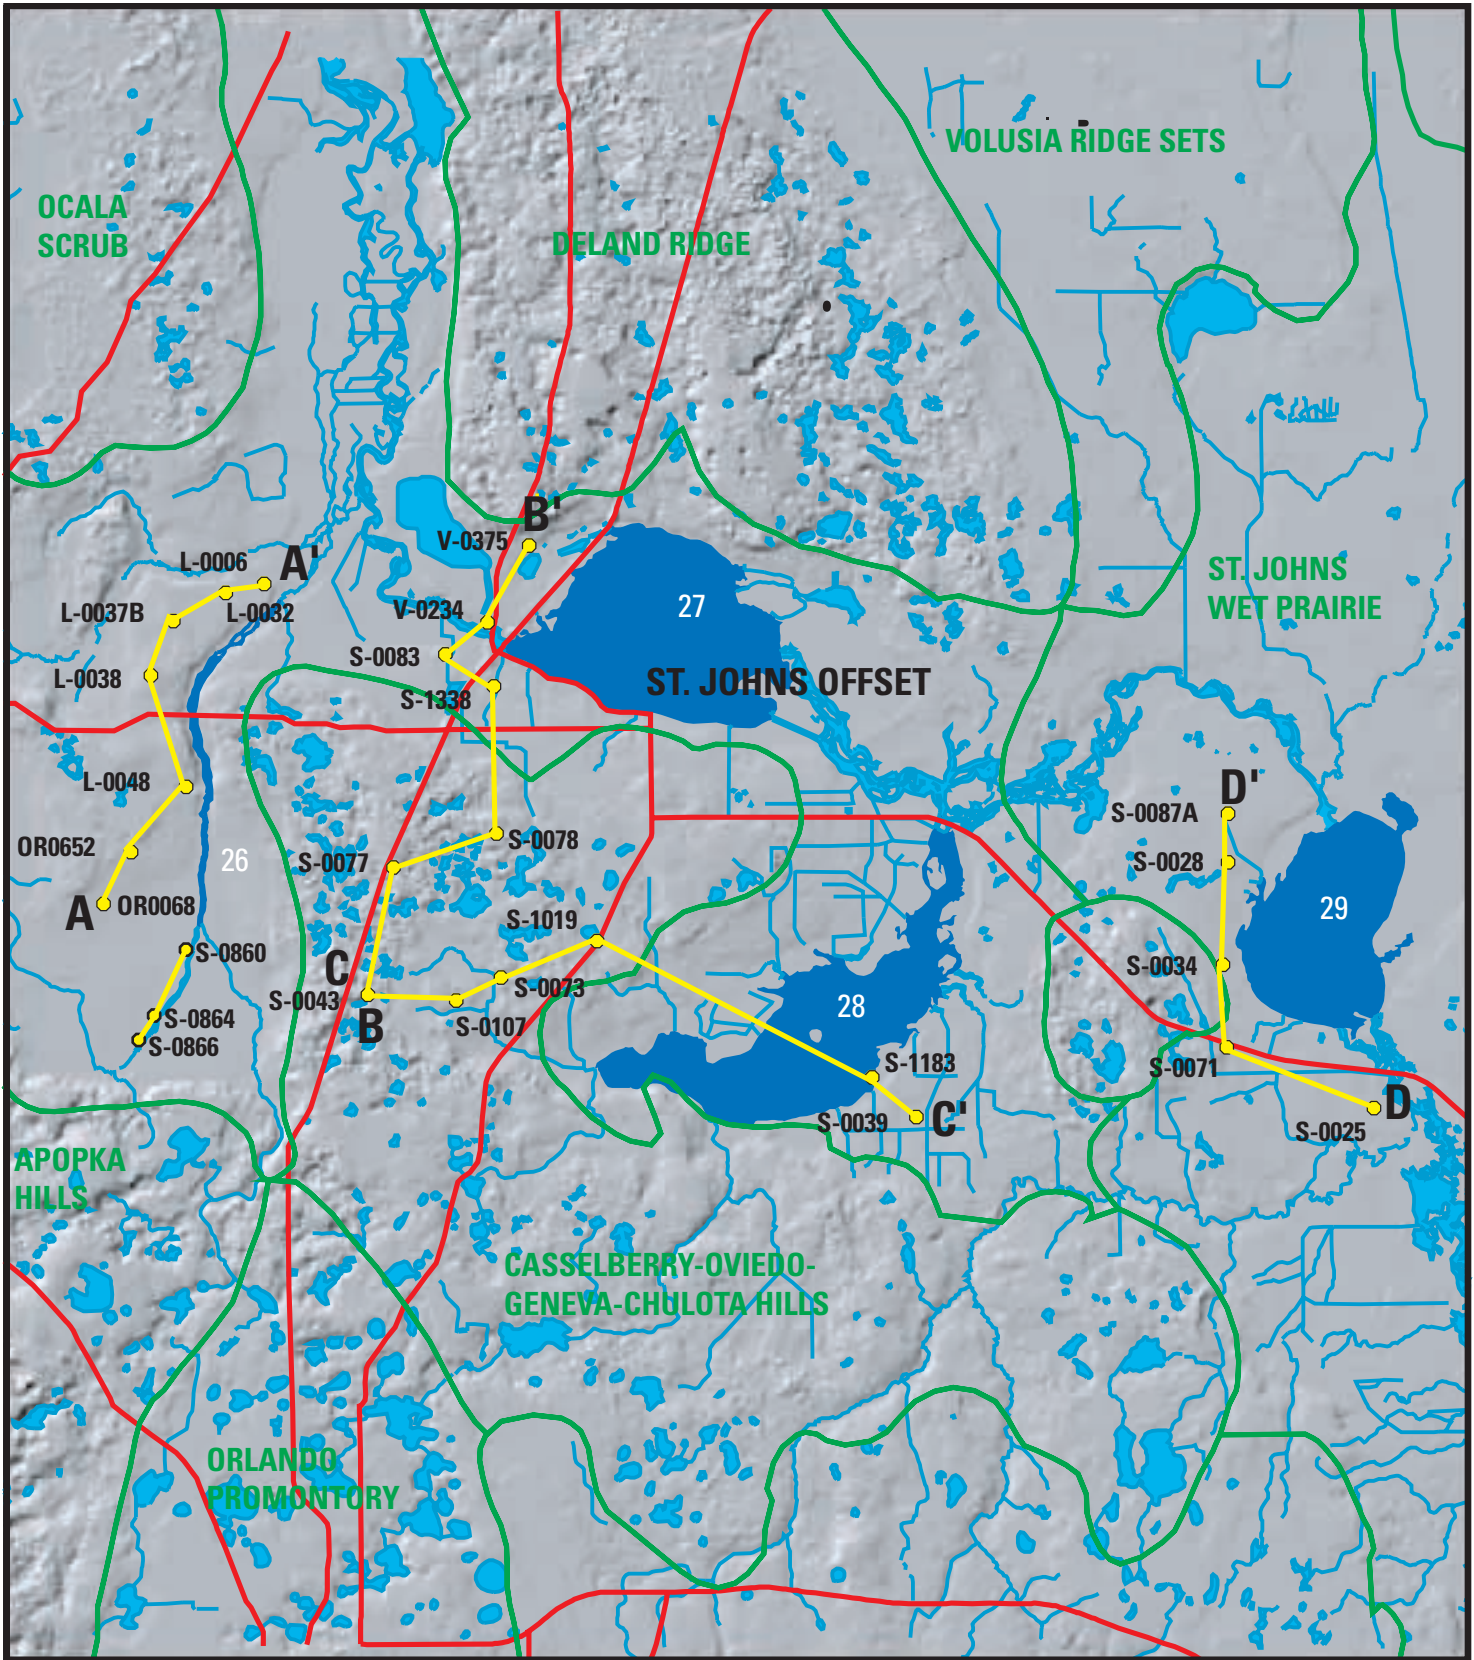 VOLUSIA RIDGE SETS
OCALA
SCRUB
DELAND RIDGE
B'
V-0375
L-0006
A'
ST. JOHNS
WET PRAIRIE
L-0037B
L-0032
V-0234
27
S-0083
L-0038
S-1338
ST. JOHNS OFFSET
L-0048
D'
S-0087A
OR0652
S-0078
26
S-0077
S-0028
A
OR0068
S-1019
29
S-0860
C
S-0073
S-0034
S-0043
28
S-0864
B
S-0107
S-0866
S-1183
S-0071
S-0039
C'
D
S-0025
APOPKA
HILLS
CASSELBERRY-OVIEDO-
GENEVA-CHULOTA HILLS
ORLANDO
PROMONTORY